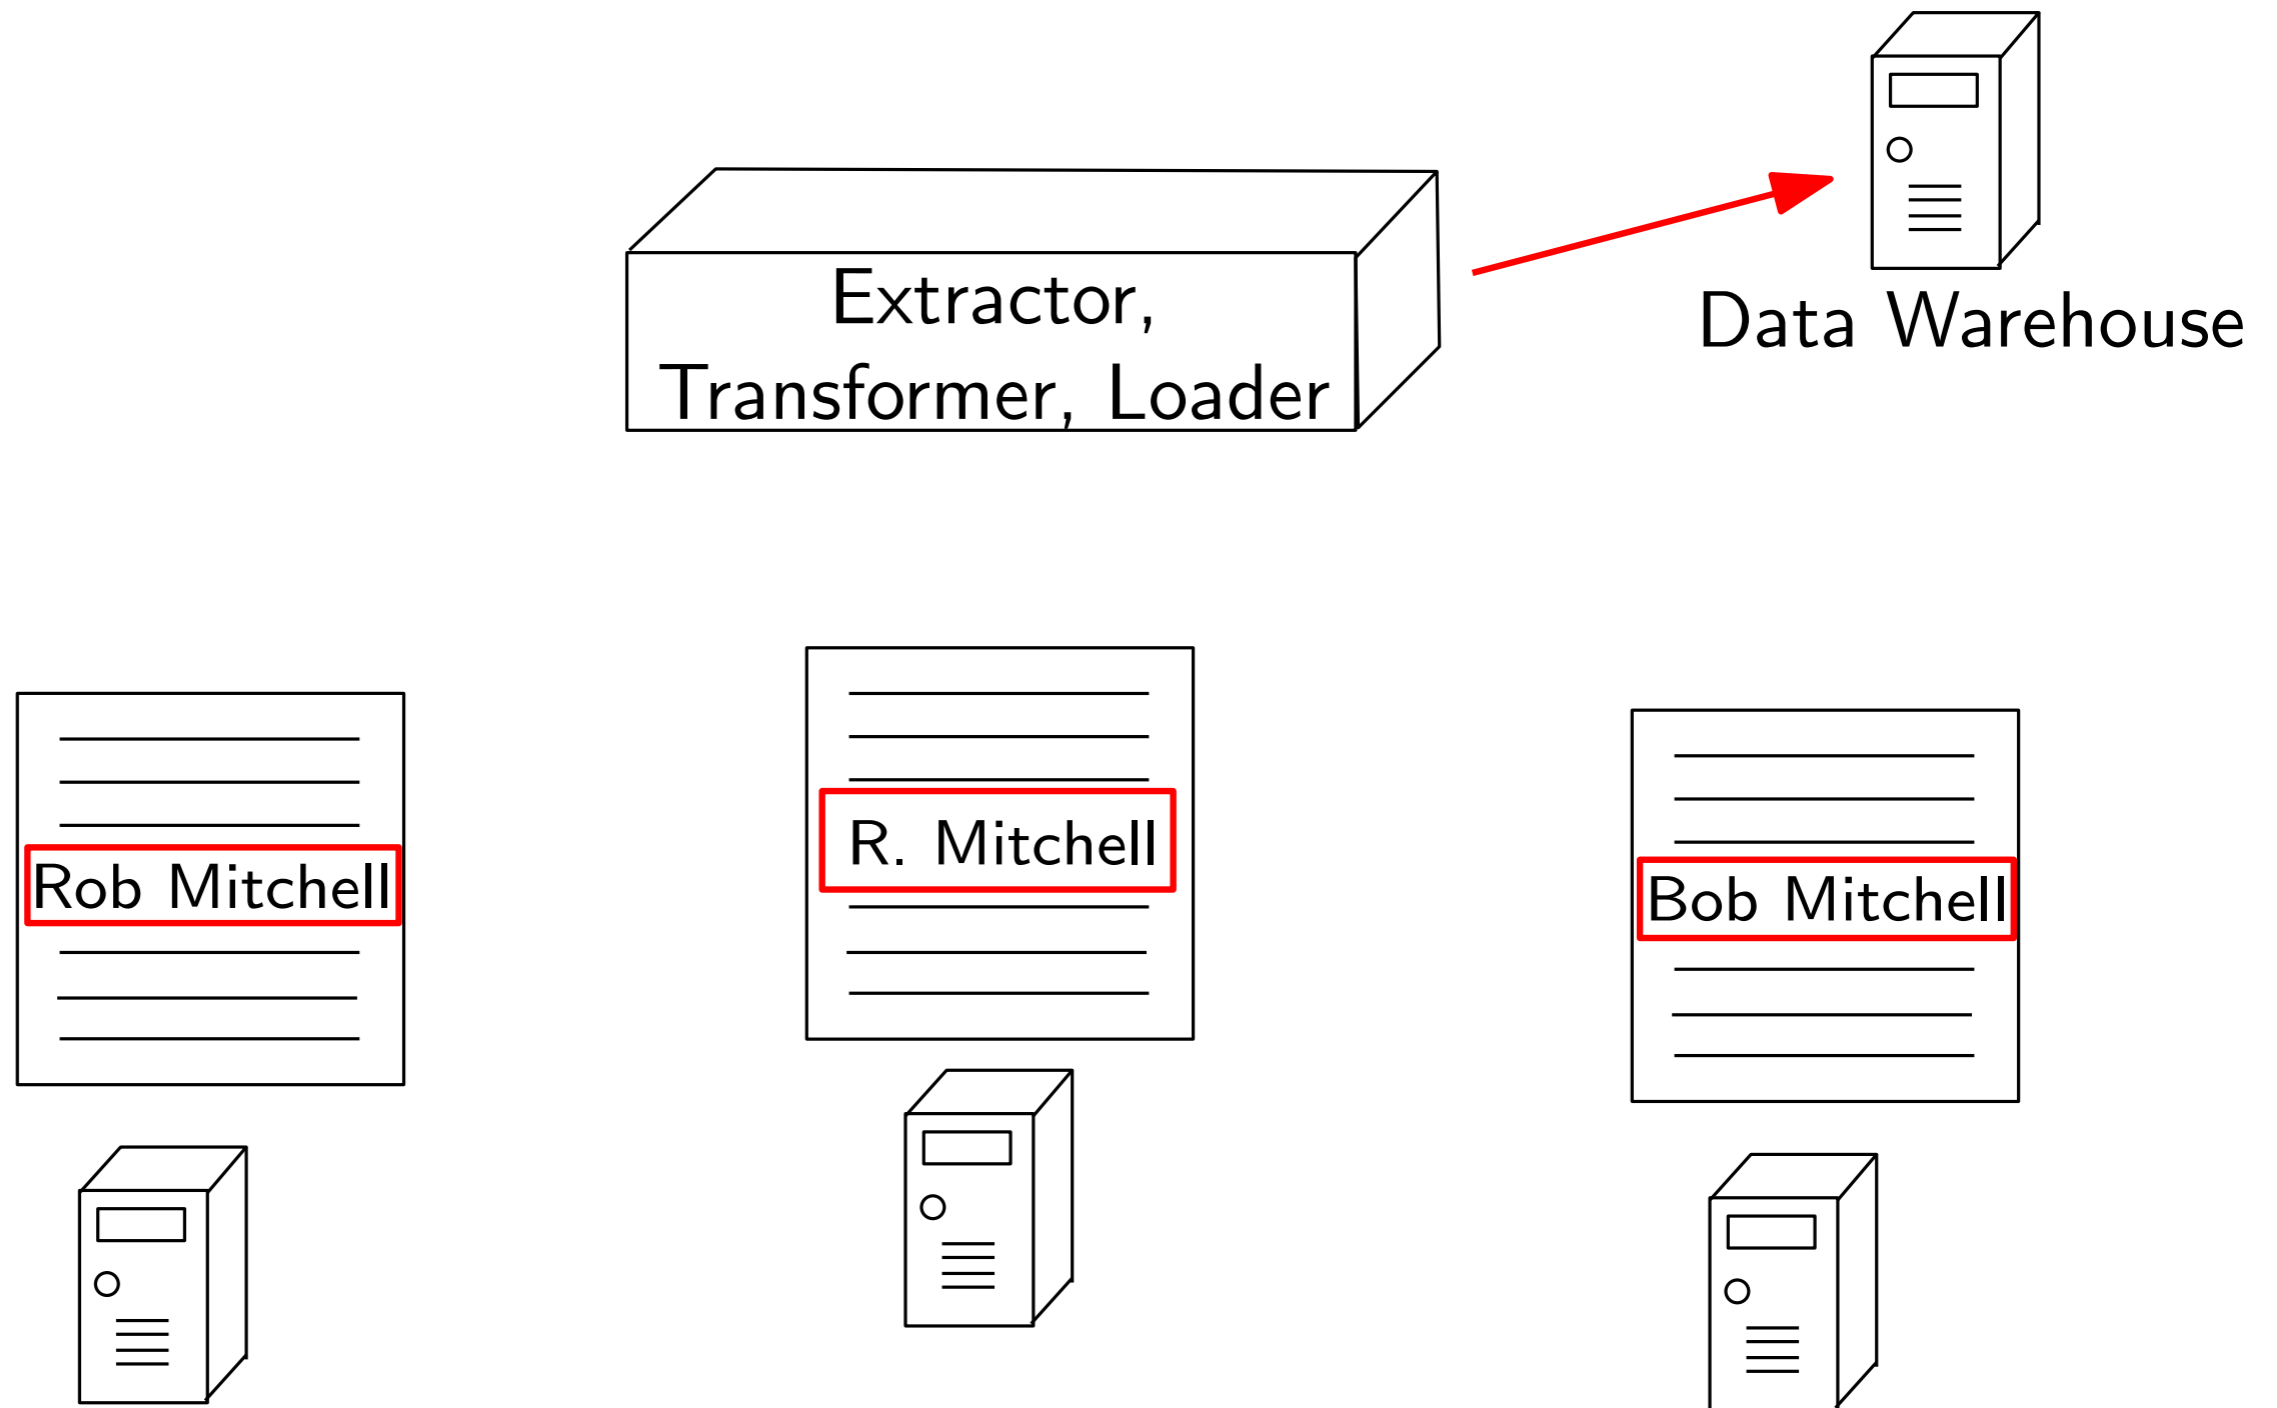 Extractor,
Transformer, Loader
Data Warehouse
Rob Mitchell
R. Mitchell
Bob Mitchell